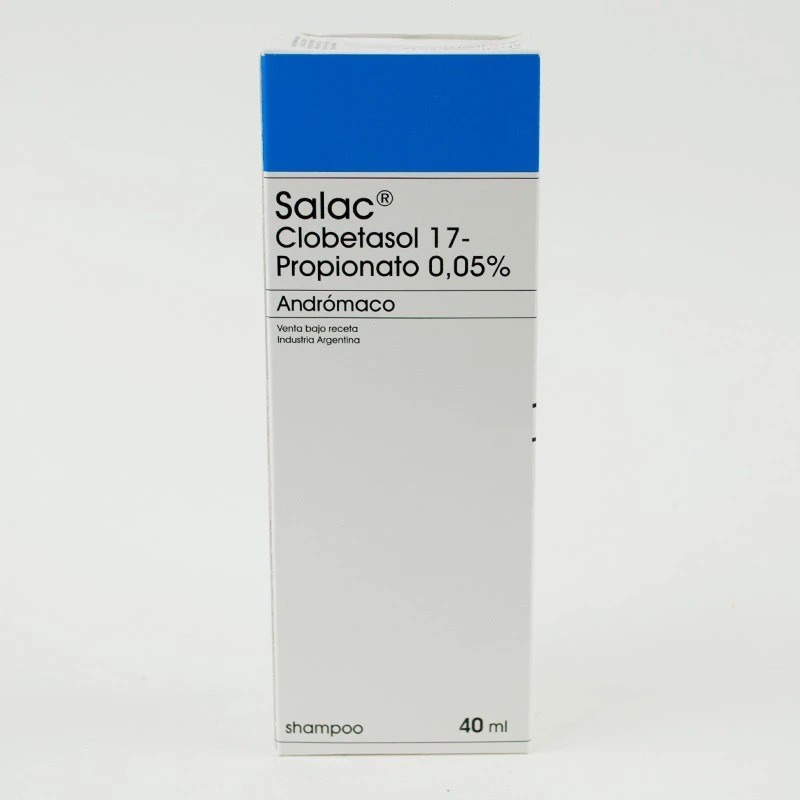 Salac®
Clobetasol 17-
Propionato 0,05%
Andrómaco
Venta bajo receta
Industria Argentina
shampoo 40 ml